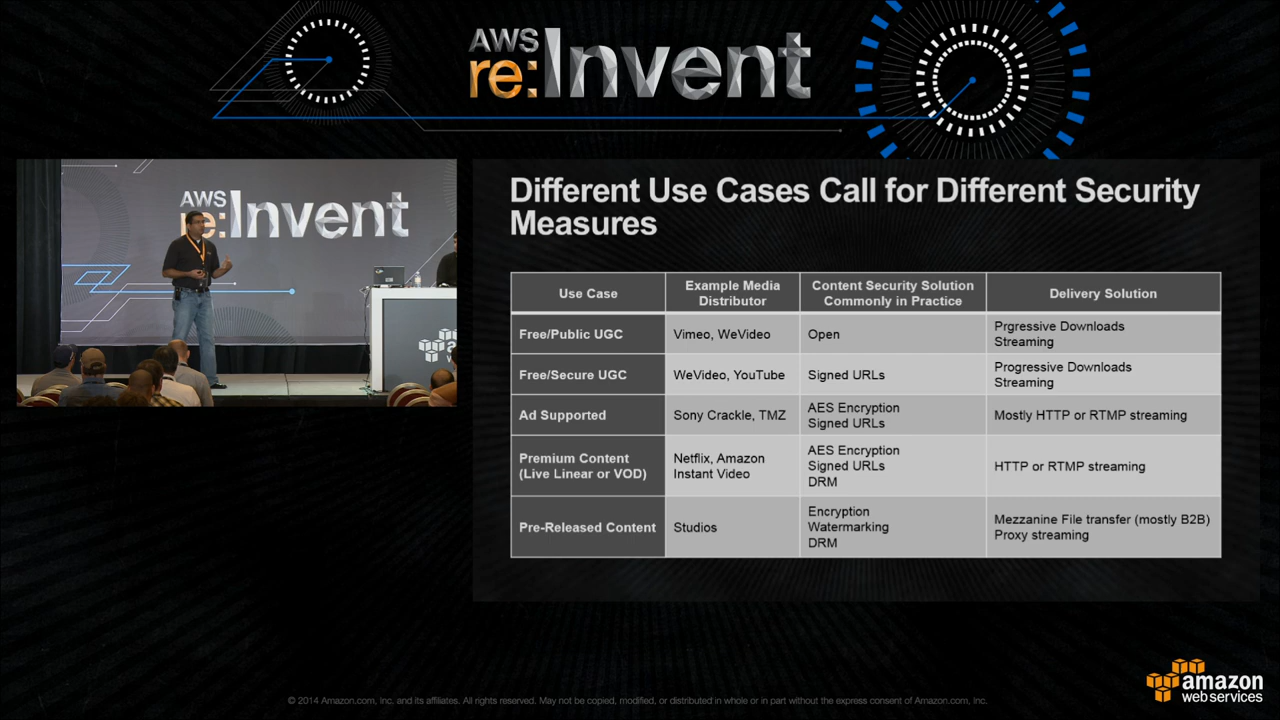 AWS
re:Invent
AWS
re:Invent
Different Use Cases Call for Different Security
Measures
Use Case
Example Media
Distributor
Content Security Solution
Commonly in Practice
Delivery Solution
Free/Public UGC
Vimeo, WeVideo
Open
Prgressive Downloads
Streaming
Free/Secure UGC
WeVideo, YouTube
Signed URLs
Progressive Downloads
Streaming
Ad Supported
Sony Crackle, TMZ
AES Encryption
Signed URLs
Mostly HTTP or RTMP streaming
Premium Content
(Live Linear or VOD)
Netflix, Amazon
Instant Video
AES Encryption
Signed URLs
DRM
HTTP or RTMP streaming
Pre-Released Content
Studios
Encryption
Watermarking
DRM
Mezzanine File transfer (mostly B2B)
Proxy streaming
amazon
web services
© 2014 Amazon.com, Inc. and its affiliates. All rights reserved. May not be copied, modified, or distributed in whole or in part without the express consent of Amazon.com, Inc.